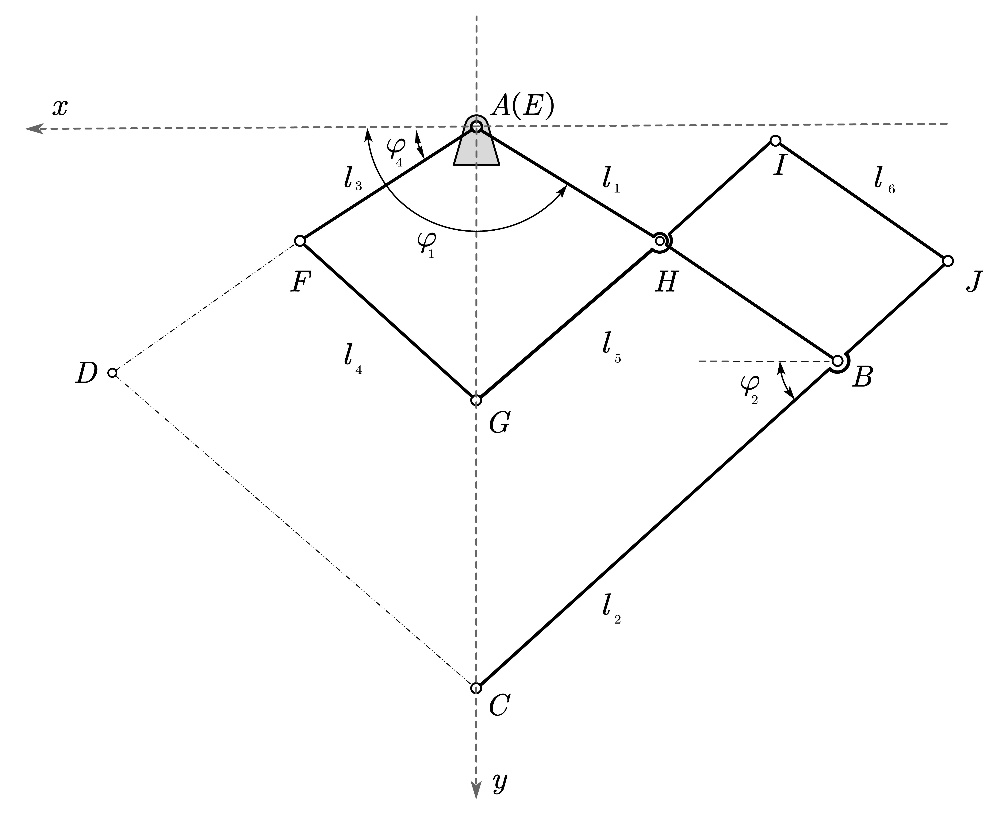 x
A(E)
φ₄
l₃
l₁
I
l₆
φ₁
F
H
J
l₄
l₅
D
φ₂
B
G
l₂
C
y